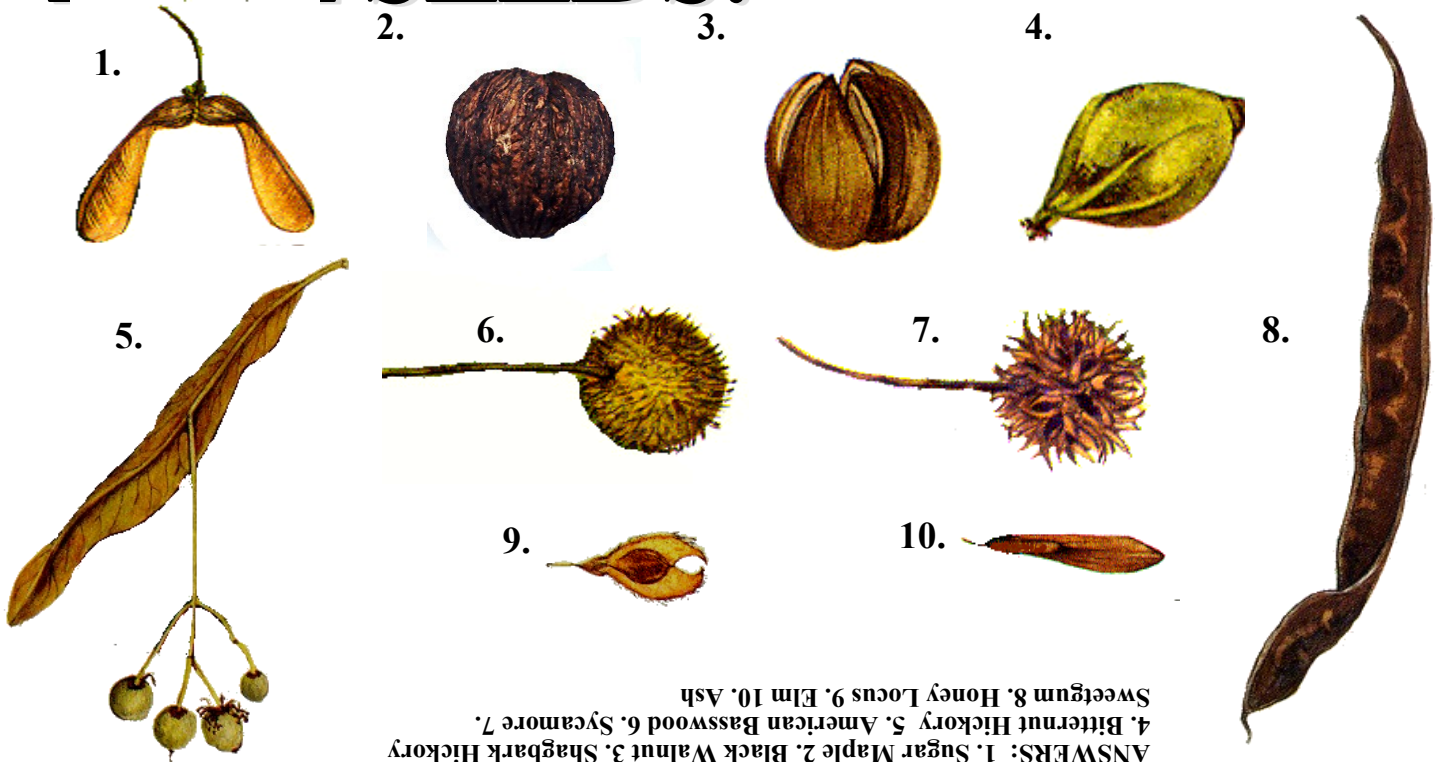 SEEDS.
1.
2.
3.
4.
5.
6.
7.
8.
9.
10.
ANSWERS: 1. Sugar Maple 2. Black Walnut 3. Shagbark Hickory
4. Bitternut Hickory 5. American Basswood 6. Sycamore 7.
Sweetgum 8. Honey Locus 9. Elm 10. Ash